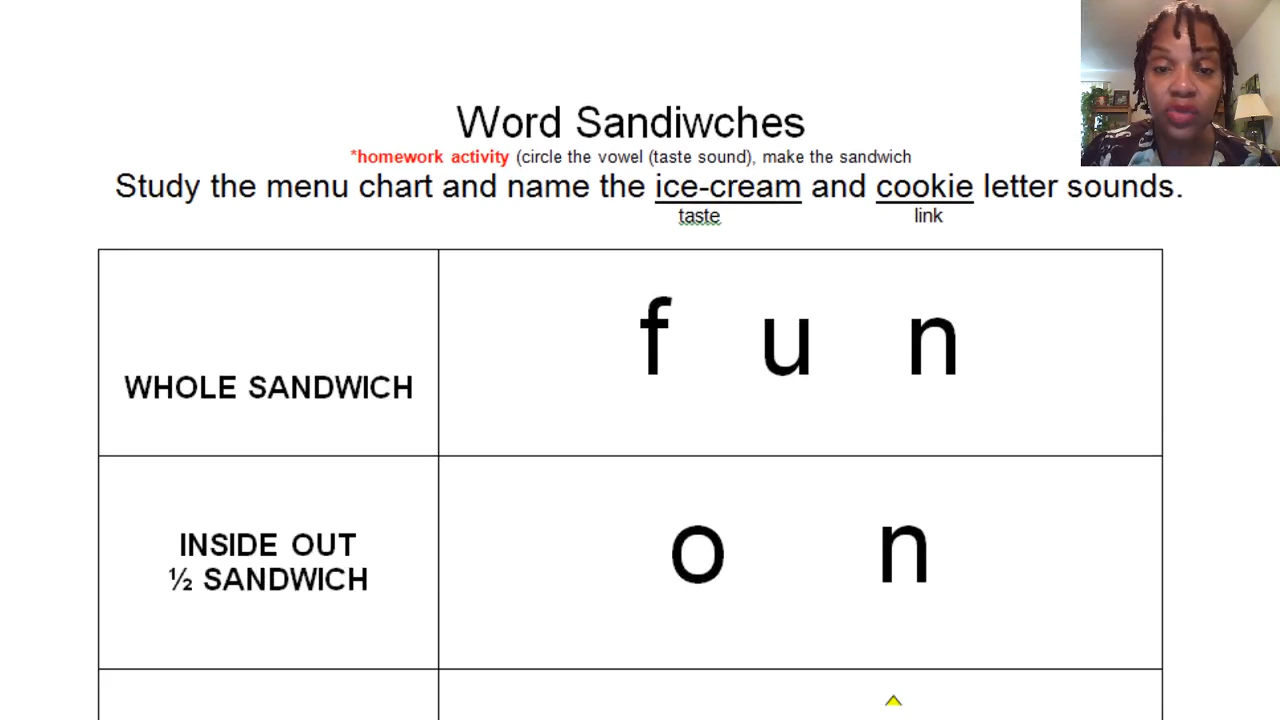 Word Sandiwches
*homework activity (circle the vowel (taste sound), make the sandwich
Study the menu chart and name the ice-cream and cookie letter sounds.
taste link
WHOLE SANDWICH
f u n
INSIDE OUT
½ SANDWICH
o n